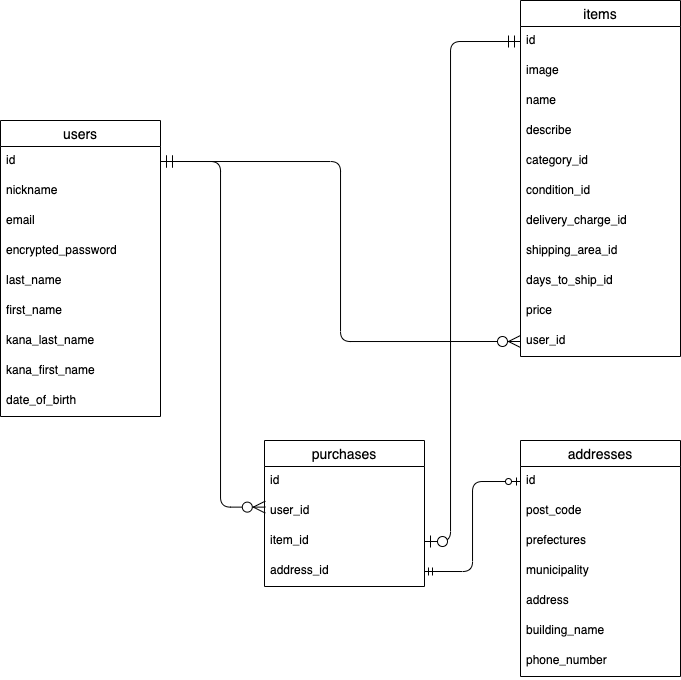 items
id
image
name
describe
category_id
condition_id
delivery_charge_id
shipping_area_id
days_to_ship_id
price
user_id
users
id
nickname
email
encrypted_password
last_name
first_name
kana_last_name
kana_first_name
date_of_birth
purchases
id
user_id
item_id
address_id
addresses
id
post_code
prefectures
municipality
address
building_name
phone_number